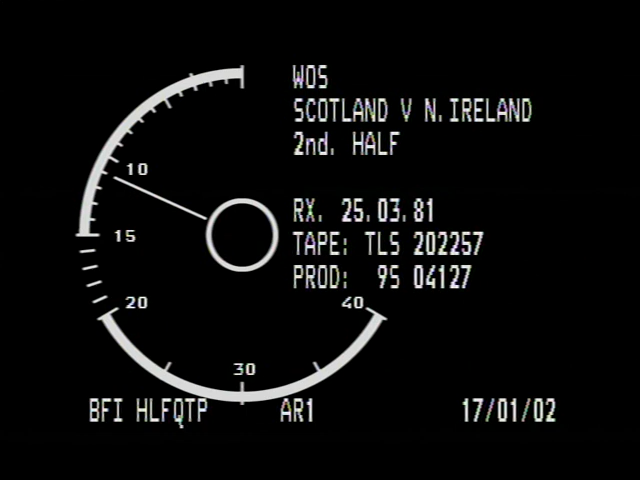 WOS
SCOTLAND V N.IRELAND
2nd. HALF
10
RX. 25.03.81
15
TAPE: TLS 202257
PROD: 9S 04127
20
40
30
BFI HLFQTP AR1 17/01/02